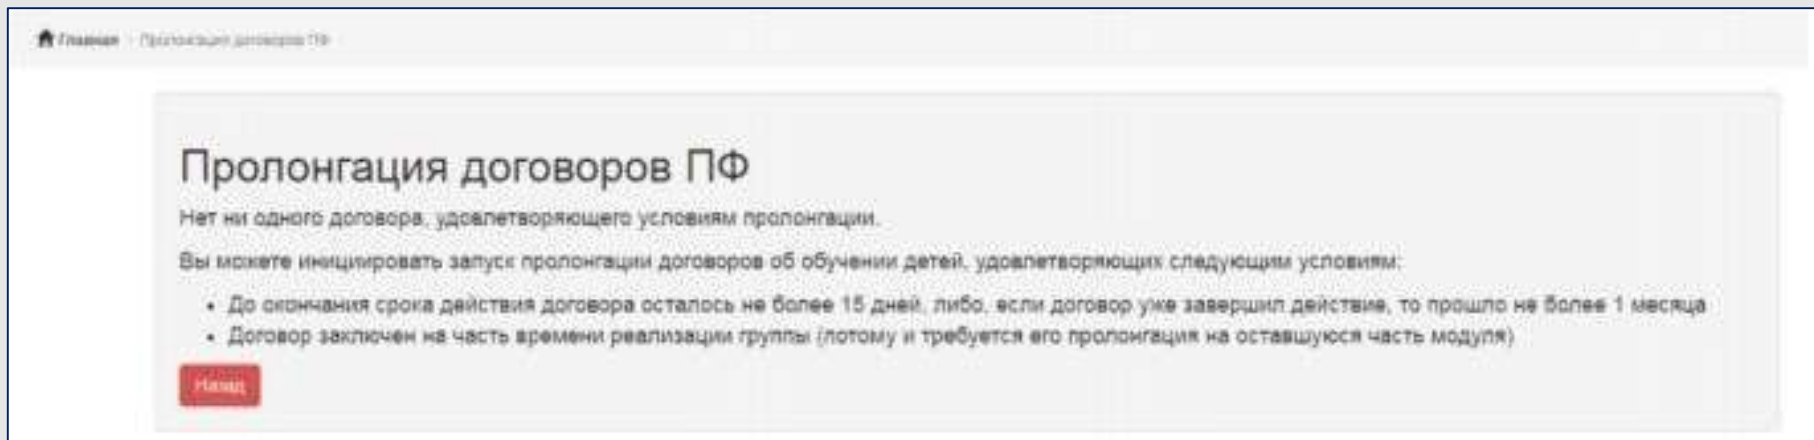 Главная Пролонгация договоров ПФ
Пролонгация договоров ПФ
Нет ни одного договора, удовлетворяющего условиям пролонгации.
Вы можете инициировать запуск пролонгации договоров об обучении детей, удовлетворяющих следующим условиям:
• До окончания срока действия договора осталось не более 15 дней, либо, если договор уже завершил действие, то прошло не более 1 месяца
• Договор заключен на часть времени реализации группы (потому и требуется его пролонгация на оставшуюся часть модуля)
Назад